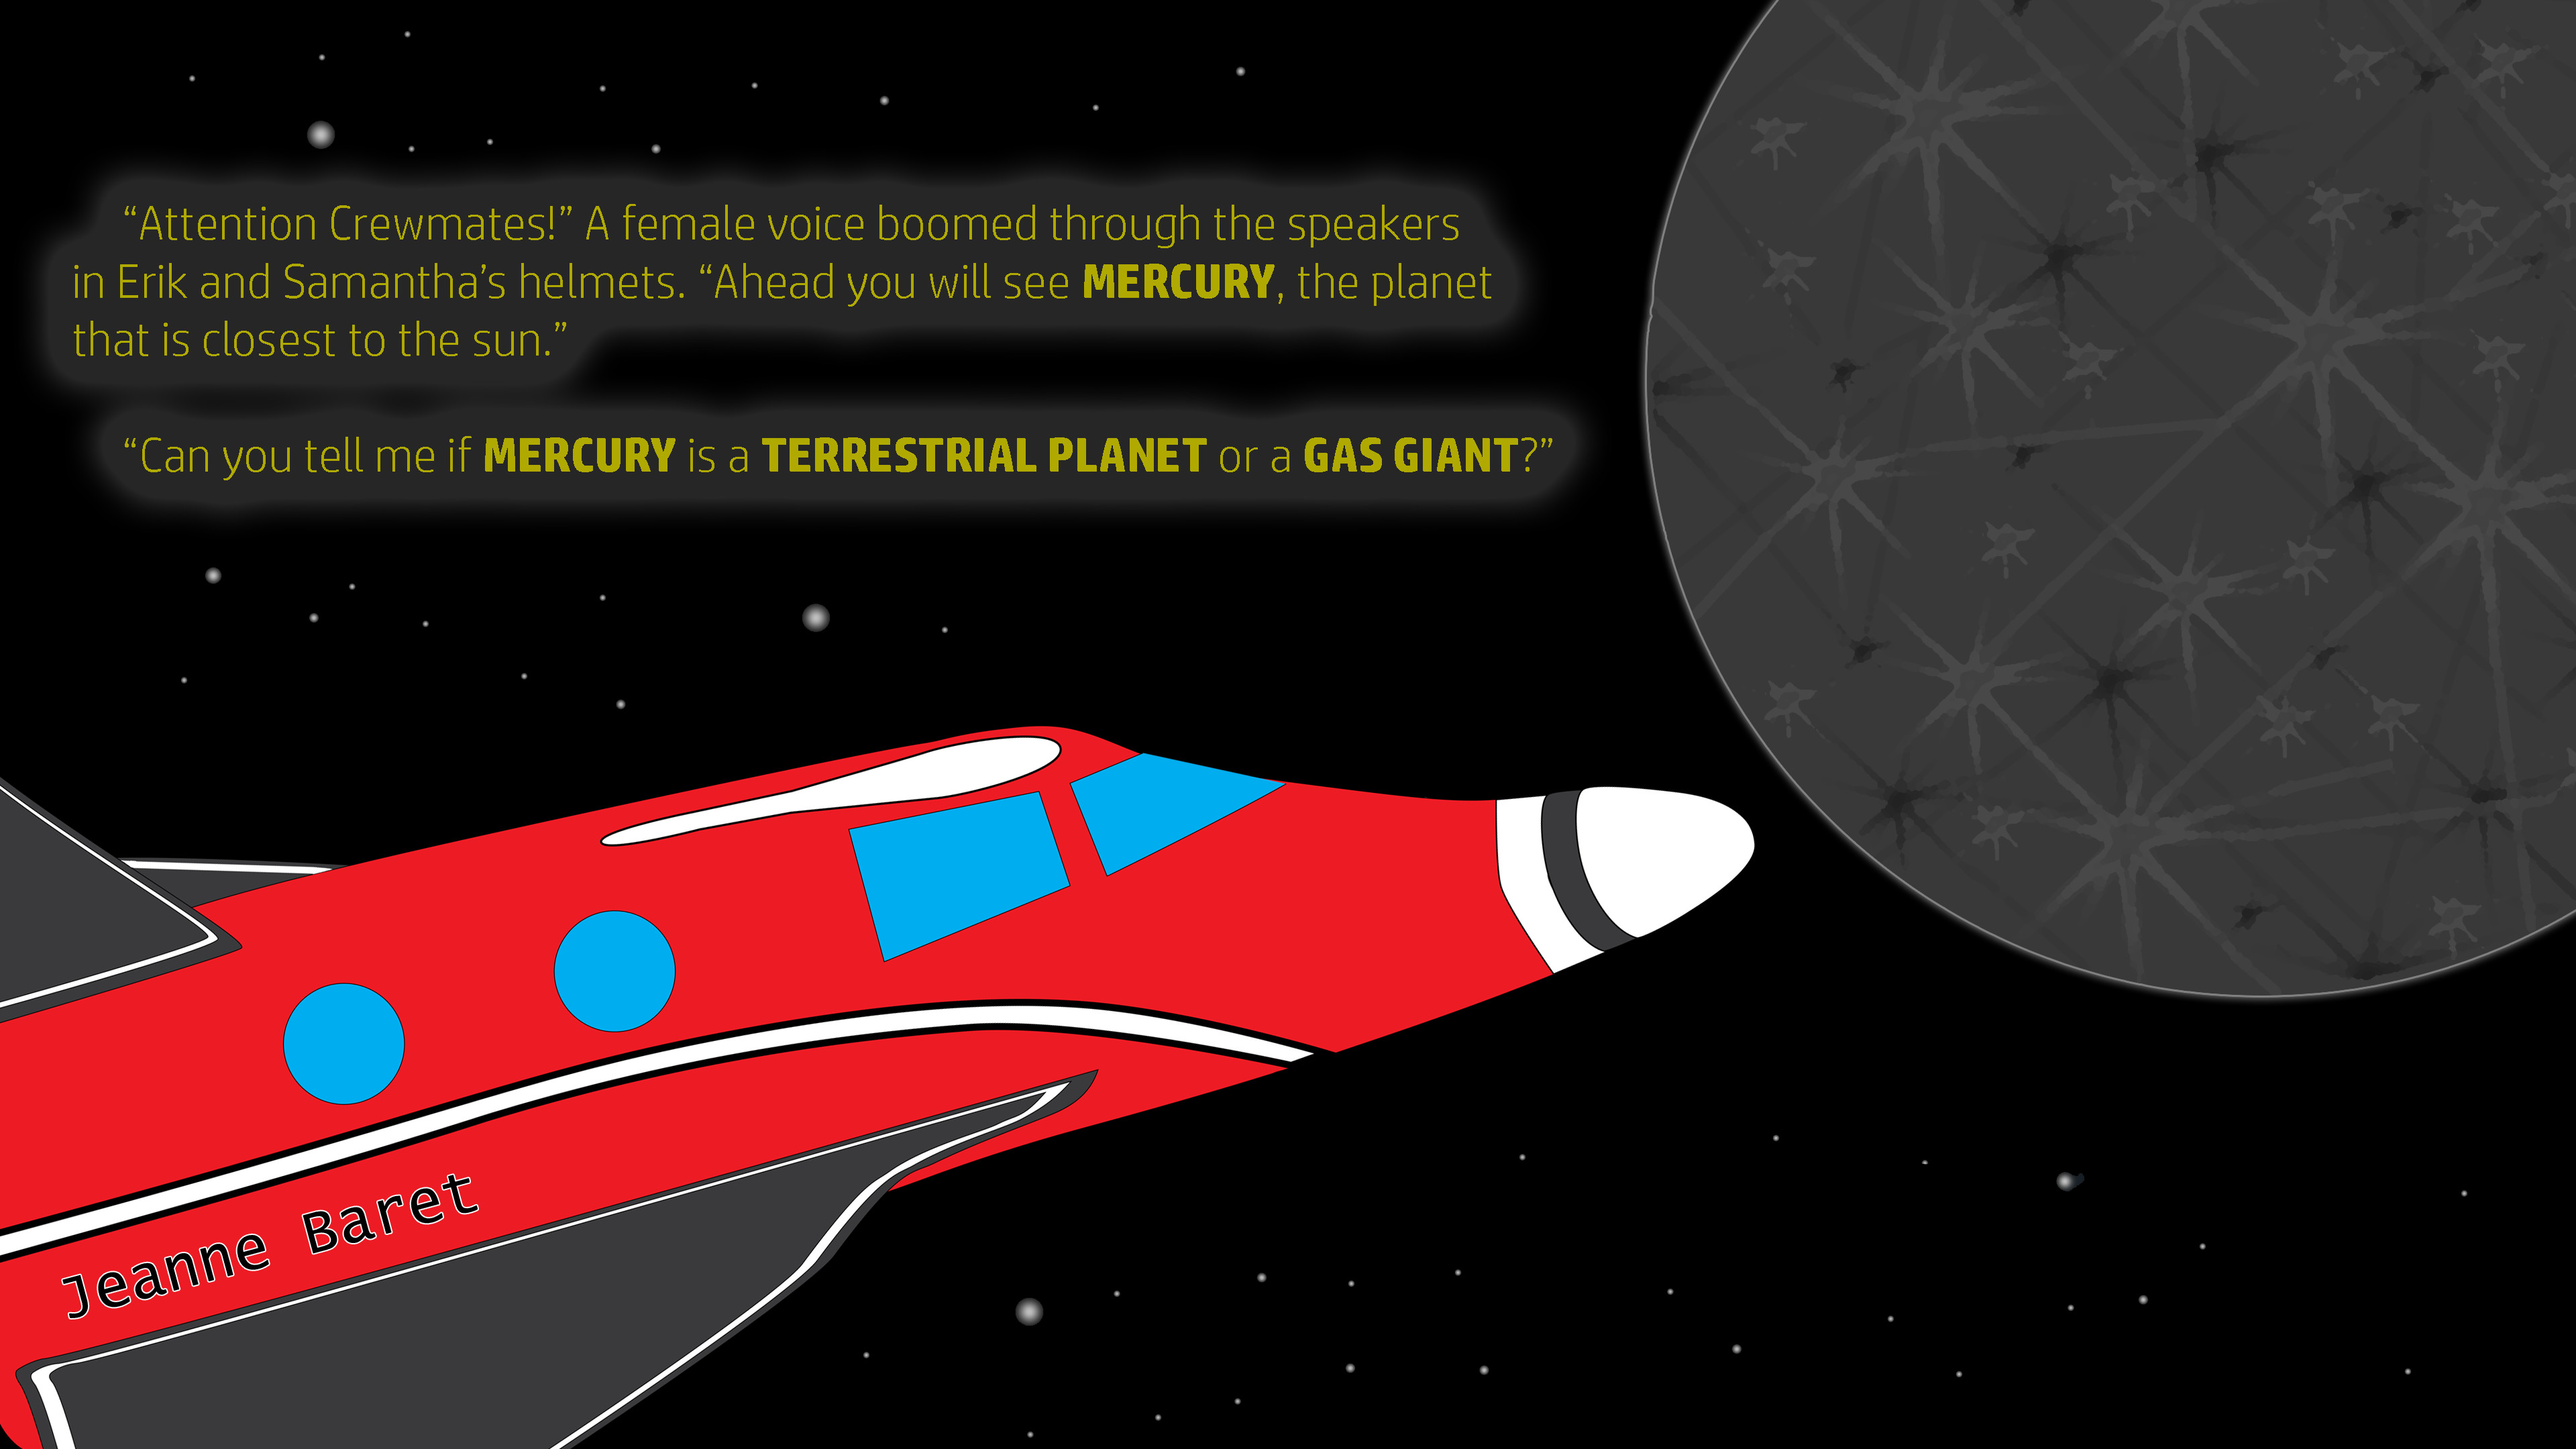 “Attention Crewmates!” A female voice boomed through the speakers
in Erik and Samantha’s helmets. “Ahead you will see MERCURY, the planet
that is closest to the sun.”
“Can you tell me if MERCURY is a TERRESTRIAL PLANET or a GAS GIANT?”
Jeanne Baret